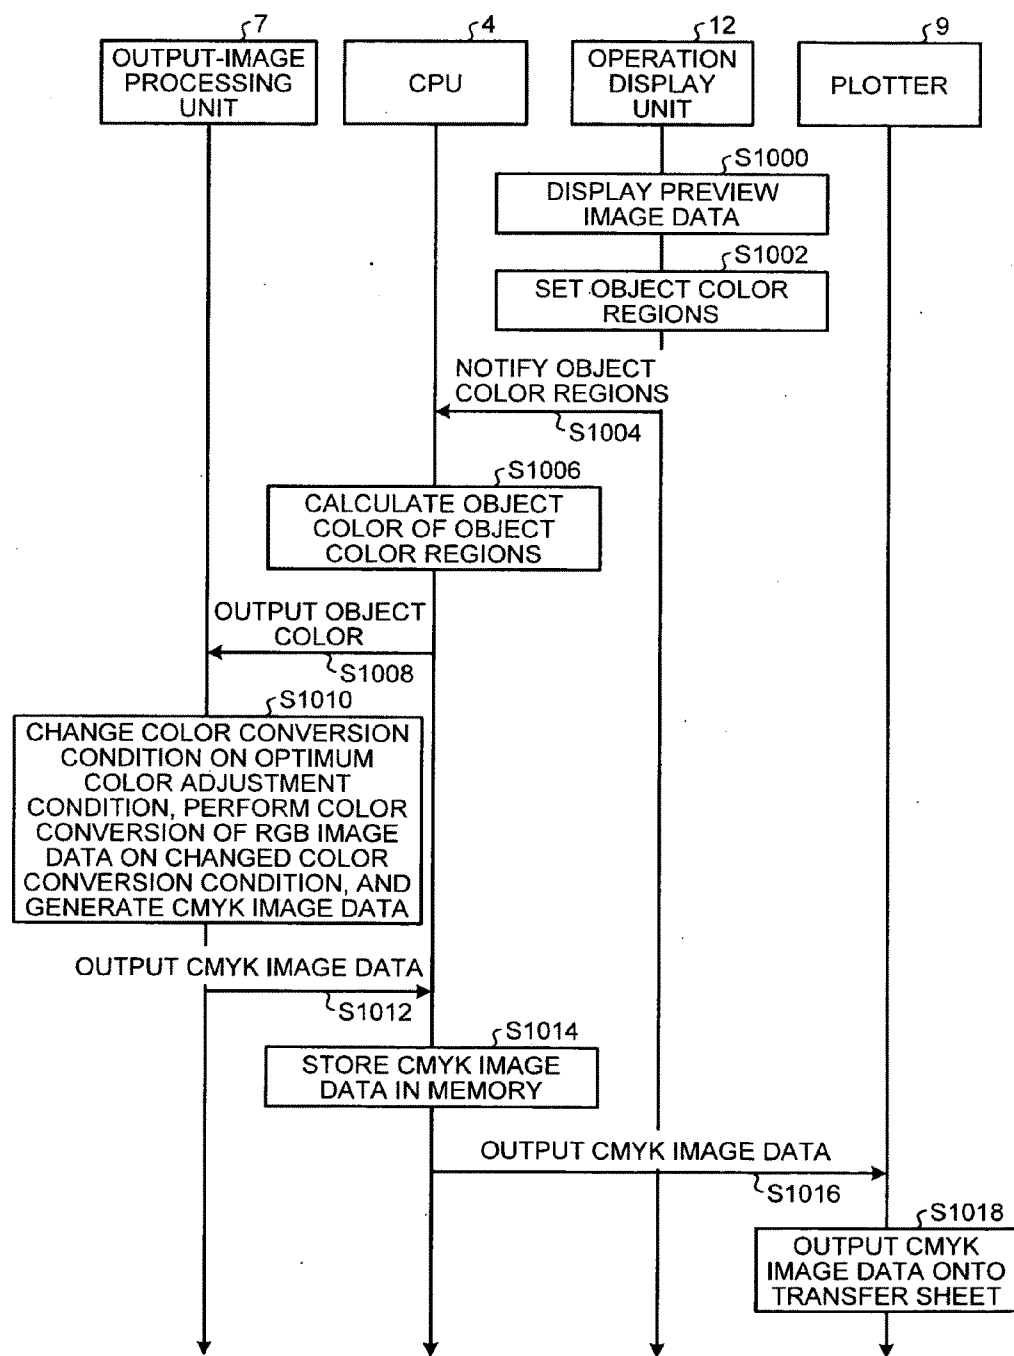 7
4
12
9
OUTPUT-IMAGE
PROCESSING
UNIT
CPU
OPERATION
DISPLAY
UNIT
PLOTTER
S1000
DISPLAY PREVIEW
IMAGE DATA
S1002
SET OBJECT COLOR
REGIONS
NOTIFY OBJECT
COLOR REGIONS
S1004
S1006
CALCULATE OBJECT
COLOR OF OBJECT
COLOR REGIONS
OUTPUT OBJECT
COLOR
S1008
S1010
CHANGE COLOR CONVERSION
CONDITION ON OPTIMUM
COLOR ADJUSTMENT
CONDITION, PERFORM COLOR
CONVERSION OF RGB IMAGE
DATA ON CHANGED COLOR
CONVERSION CONDITION, AND
GENERATE CMYK IMAGE DATA
OUTPUT CMYK IMAGE DATA
S1012
S1014
STORE CMYK IMAGE
DATA IN MEMORY
OUTPUT CMYK IMAGE DATA
S1016
S1018
OUTPUT CMYK
IMAGE DATA ONTO
TRANSFER SHEET